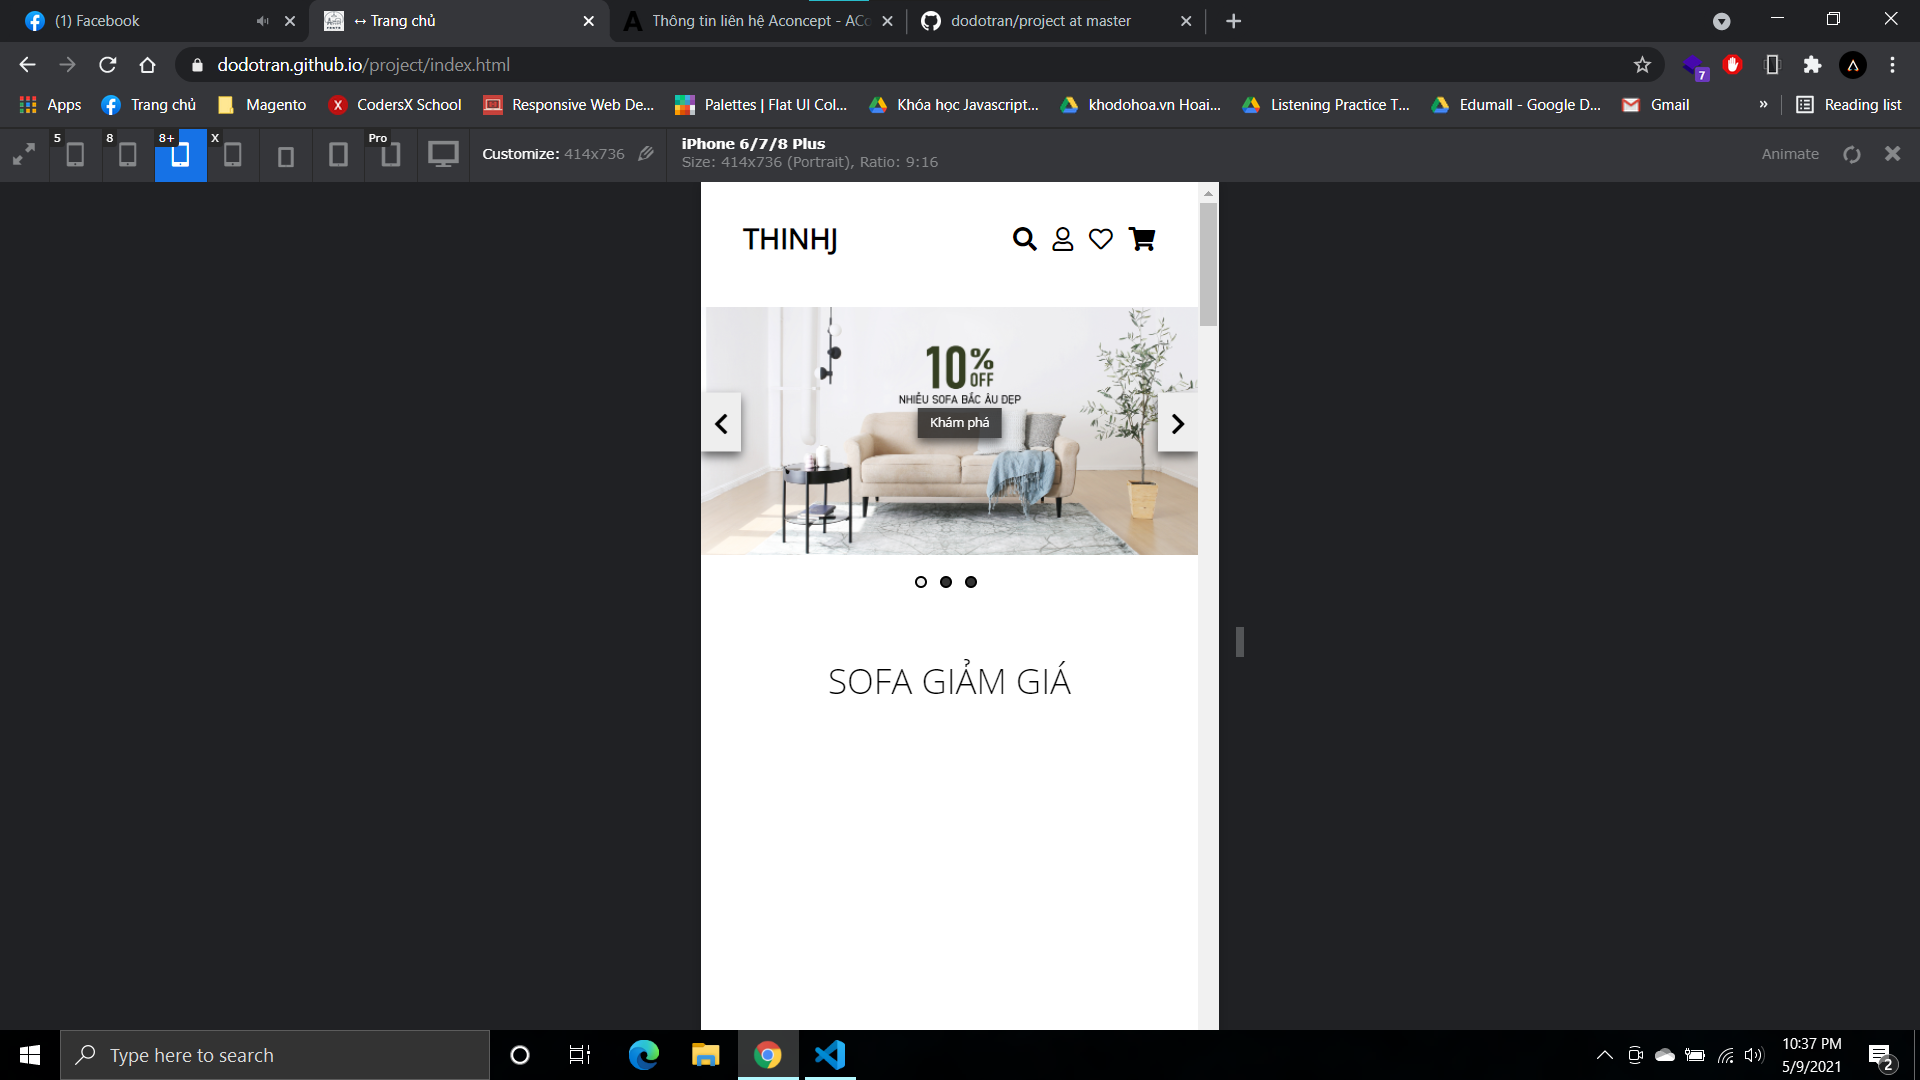 (1) Facebook
↔ Trang chủ
Thông tin liên hệ Aconcept - ACo
dodotran/project at master
dodotran.github.io/project/index.html
7
Apps
Trang chủ
Magento
CodersX School
Responsive Web De...
Palettes | Flat UI Col...
Khóa học Javascript...
khodohoa.vn Hoai...
Listening Practice T...
Edumall - Google D...
Gmail
»
Reading list
5
8
8+
X
Pro
Customize: 414x736
iPhone 6/7/8 Plus
Size: 414x736 (Portrait), Ratio: 9:16
Animate
THINHJ
10% OFF
NHIỀU SOFA BẮC ÂU ĐẸP
Khám phá
SOFA GIẢM GIÁ
Type here to search
10:37 PM
5/9/2021
2